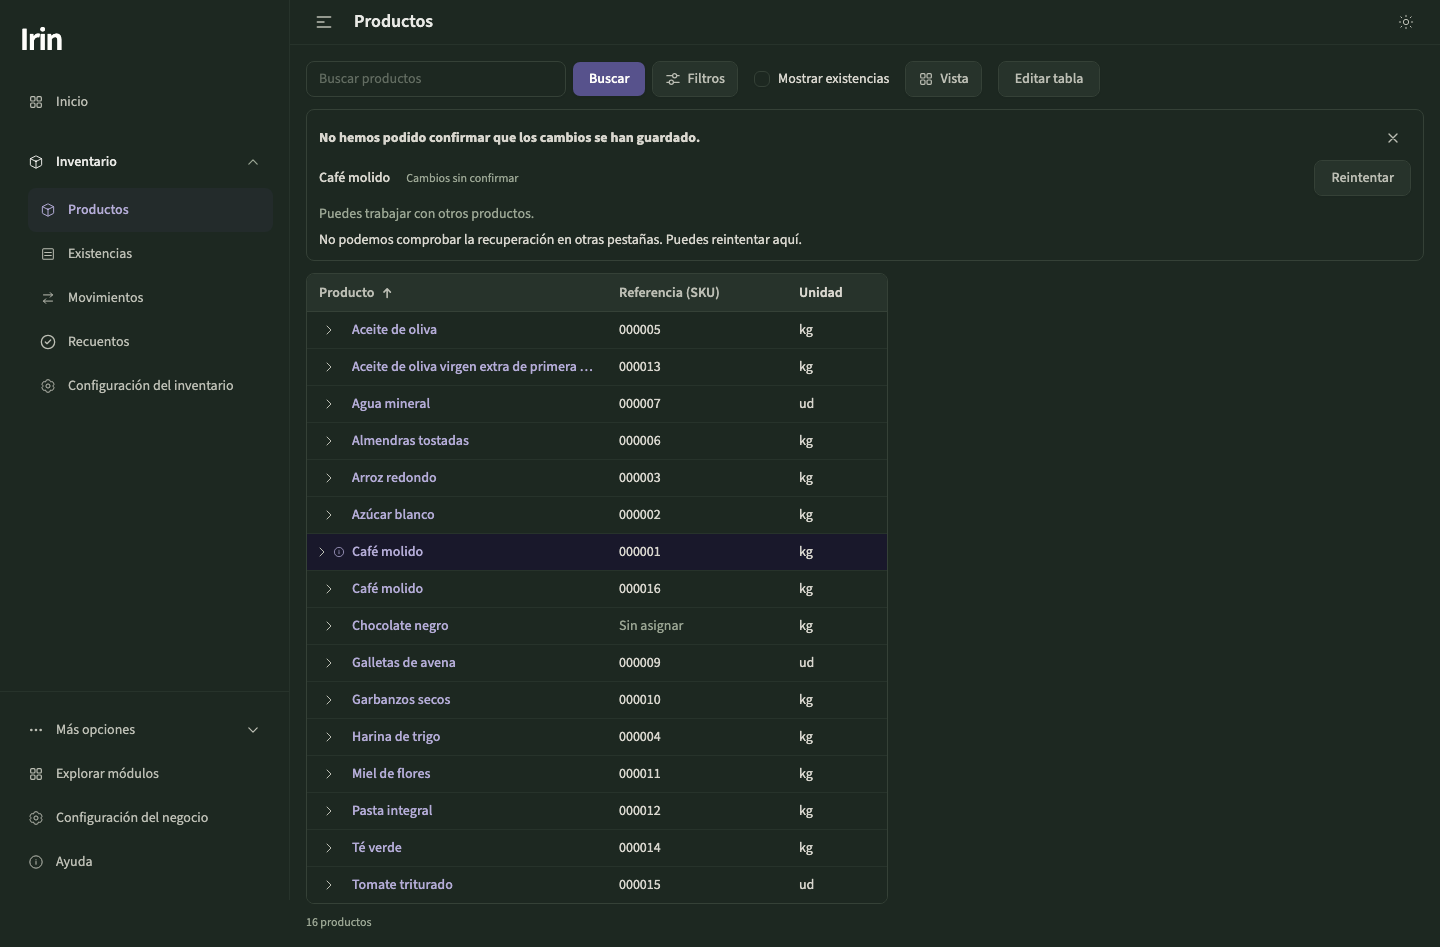 Irin
Productos
Inicio
Inventario
Productos
Existencias
Movimientos
Recuentos
Configuración del inventario
Más opciones
Explorar módulos
Configuración del negocio
Ayuda
Buscar productos Buscar Filtros Mostrar existencias Vista Editar tabla
No hemos podido confirmar que los cambios se han guardado.
Café molido Cambios sin confirmar Reintentar
Puedes trabajar con otros productos.
No podemos comprobar la recuperación en otras pestañas. Puedes reintentar aquí.
Producto Referencia (SKU) Unidad
Aceite de oliva 000005 kg
Aceite de oliva virgen extra de primera ... 000013 kg
Agua mineral 000007 ud
Almendras tostadas 000006 kg
Arroz redondo 000003 kg
Azúcar blanco 000002 kg
Café molido 000001 kg
Café molido 000016 kg
Chocolate negro Sin asignar kg
Galletas de avena 000009 ud
Garbanzos secos 000010 kg
Harina de trigo 000004 kg
Miel de flores 000011 kg
Pasta integral 000012 kg
Té verde 000014 kg
Tomate triturado 000015 ud
16 productos